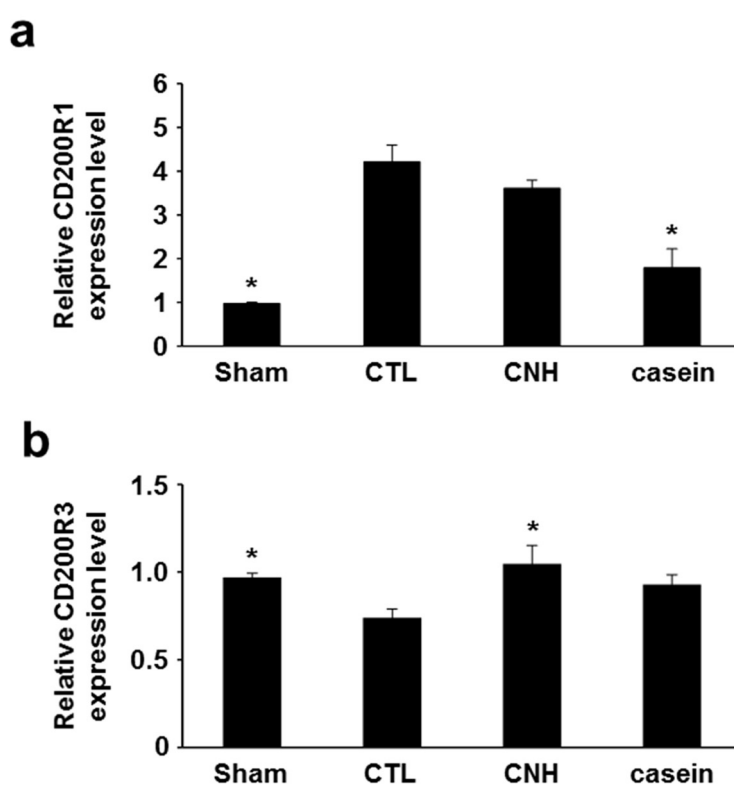 a
Relative CD200R1
expression level
6
5
4
3
2
1
0
*
*
Sham CTL CNH casein
b
Relative CD200R3
expression level
1.5
1.0
0.5
0
*
*
Sham CTL CNH casein